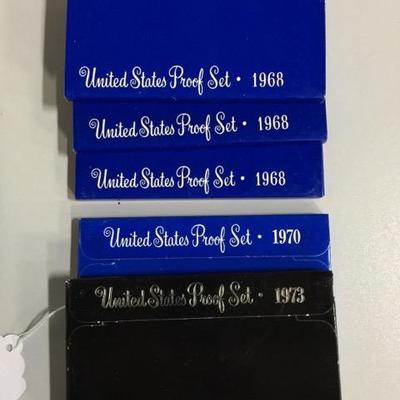 United States Proof Set • 1968
United States Proof Set • 1968
United States Proof Set • 1968
United States Proof Set • 1970
United States Proof Set • 1973